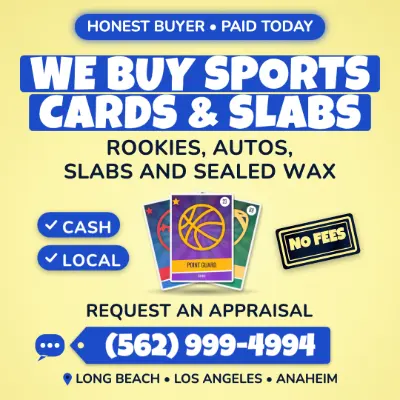 HONEST BUYER • PAID TODAY
WE BUY SPORTS
CARDS & SLABS
ROOKIES, AUTOS,
SLABS AND SEALED WAX
CASH
LOCAL
POINT GUARD
NO FEES
REQUEST AN APPRAISAL
(562) 999-4994
LONG BEACH • LOS ANGELES • ANAHEIM